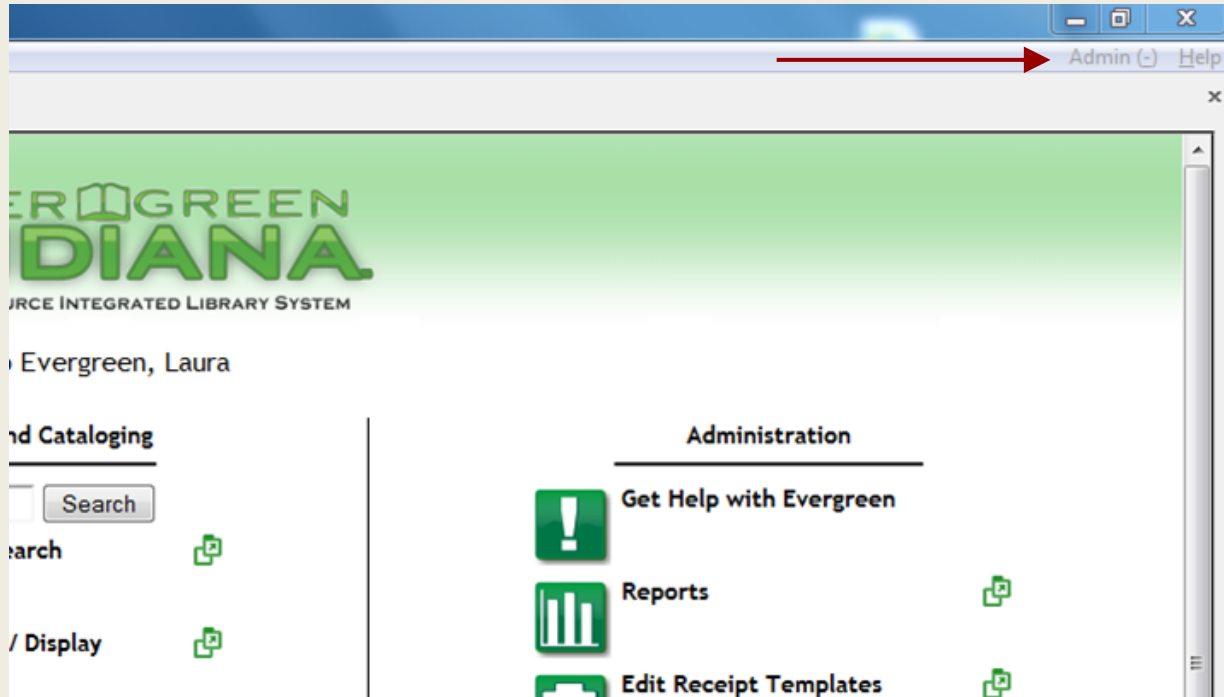 Admin (-) Help
ER GREEN
DIANA
URCE INTEGRATED LIBRARY SYSTEM
Evergreen, Laura
nd Cataloging
Administration
Search
Get Help with Evergreen
earch
Reports
/ Display
Edit Receipt Templates